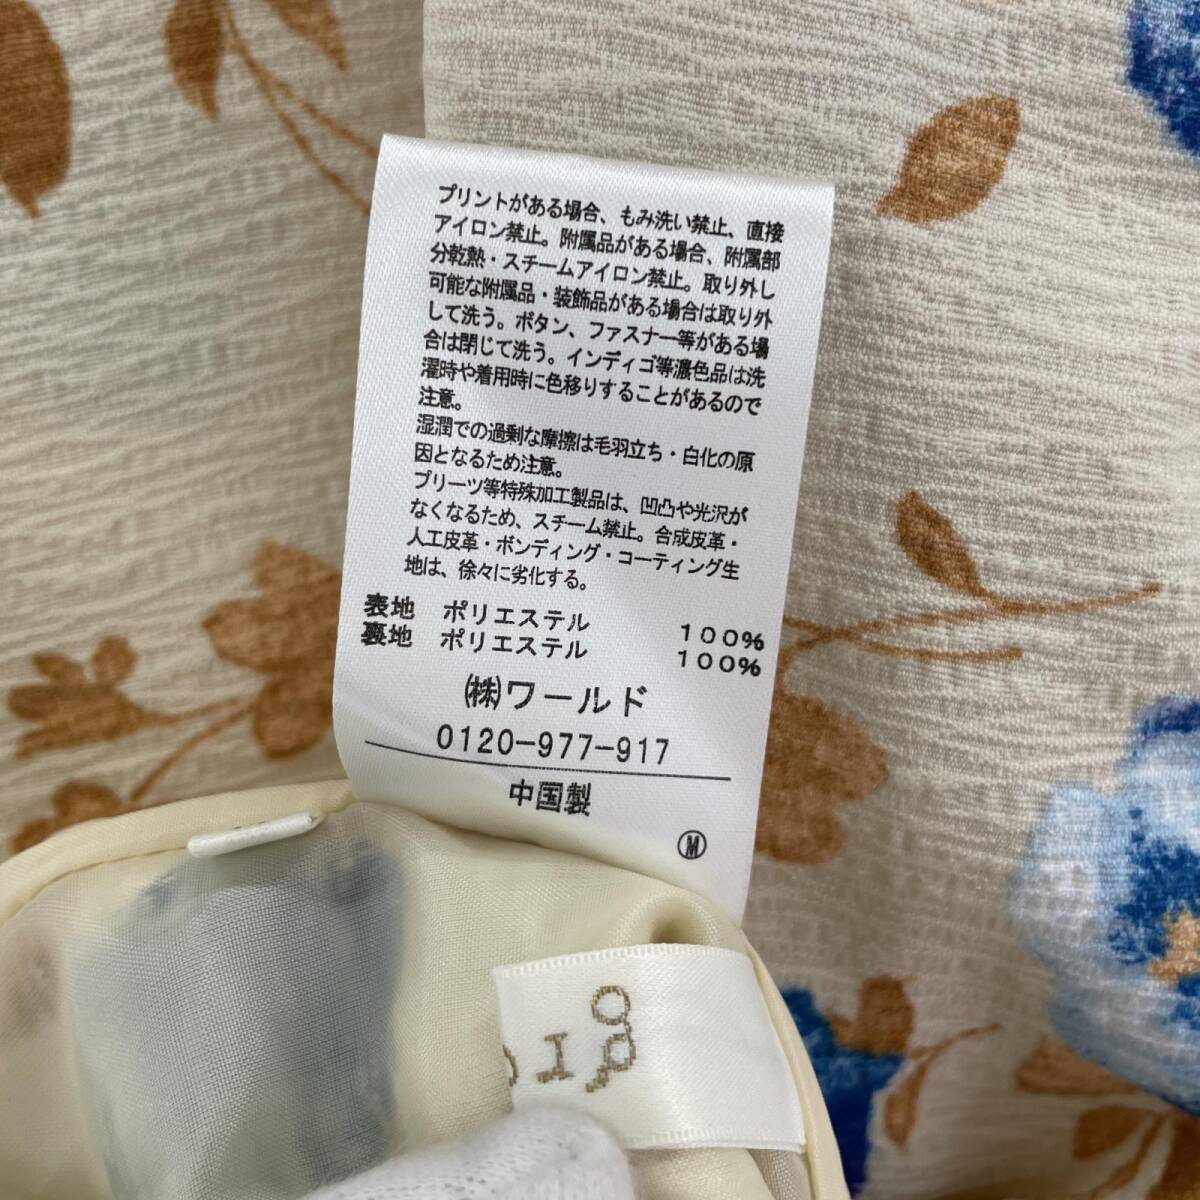 プリントがある場合、もみ洗い禁止、直接
アイロン禁止。附属品がある場合、附属部
分乾熱・スチームアイロン禁止。取り外し
可能な附属品・装飾品がある場合は取り外
して洗う。ボタン、ファスナー等がある場
合は閉じて洗う。インディゴ等濃色品は洗
濯時や着用時に色移りすることがあるので
注意。
湿潤での過剰な摩擦は毛羽立ち・白化の原
因となるため注意。
プリーツ等特殊加工製品は、凹凸や光沢が
なくなるため、スチーム禁止。合成皮革・
人工皮革・ボンディング・コーティング生
地は、徐々に劣化する。
表地 ポリエステル 100%
裏地 ポリエステル 100%
㈱ワールド
0120-977-917
中国製
Ⓜ